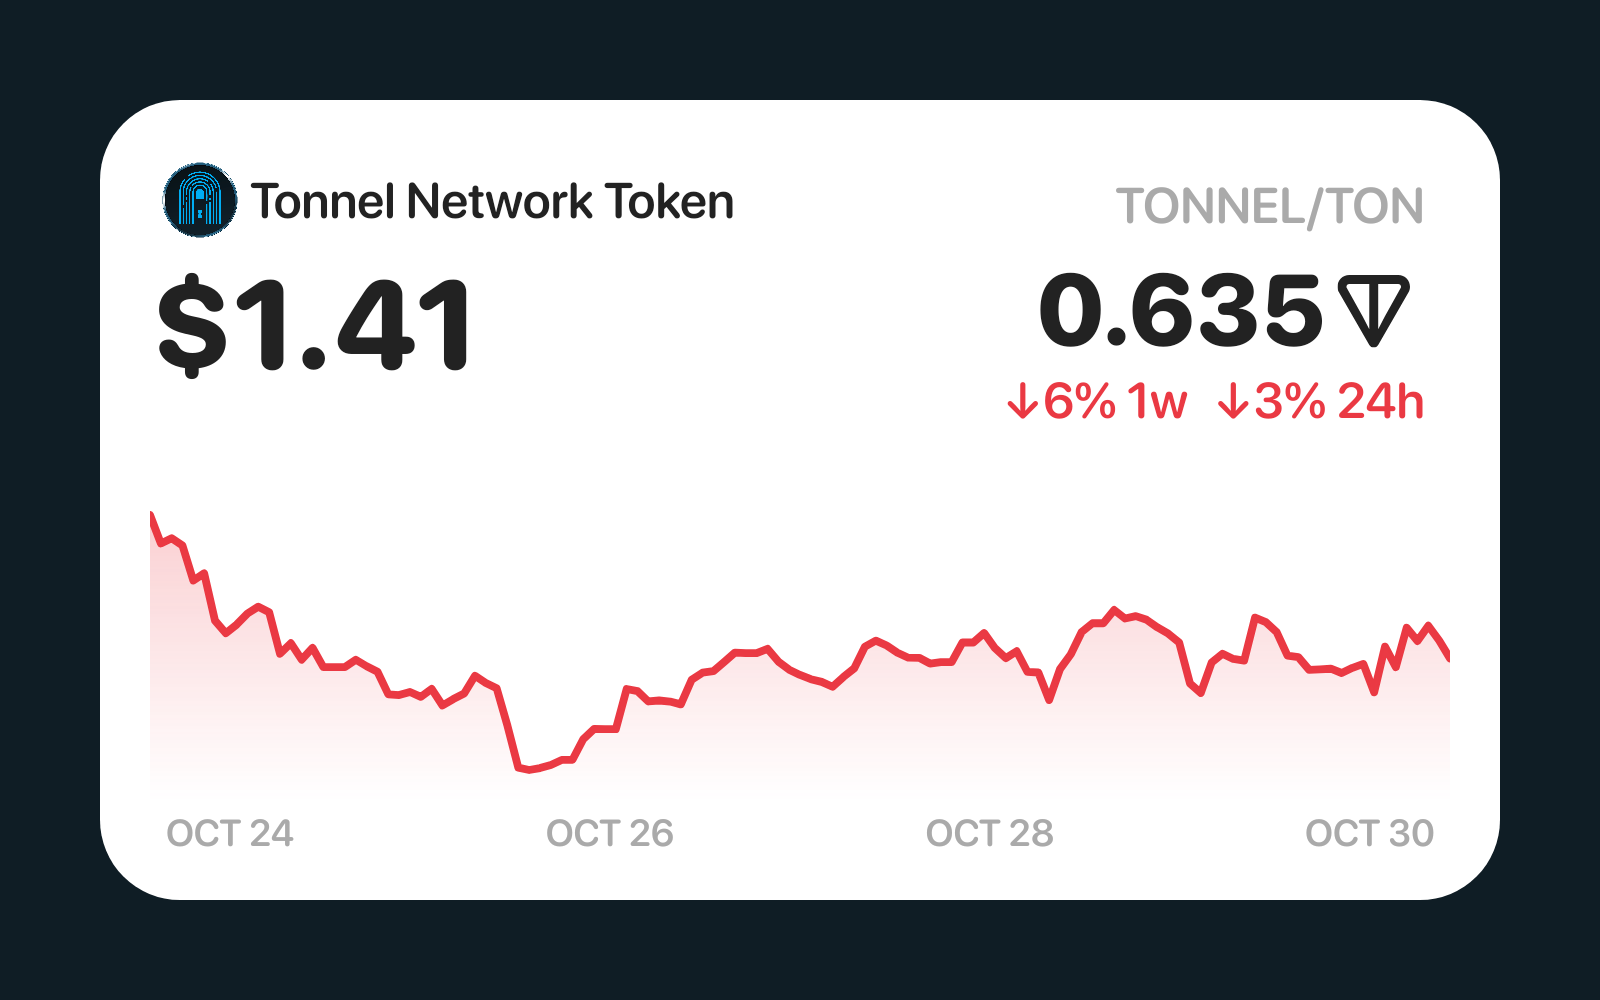 Tonnel Network Token
TONNEL/TON
$1.41
0.635
↓6% 1w ↓3% 24h
OCT 24
OCT 26
OCT 28
OCT 30